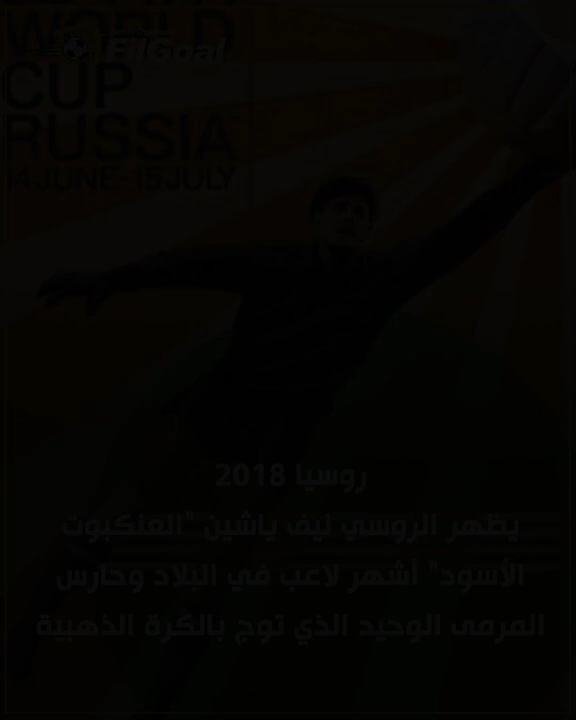 WORLD
CUP
RUSSIA
14 JUNE - 15 JULY
ElGoal
روسيا 2018
يظهر الروسي ليف ياشين "العنكبوت
الأسود" أشهر لاعب في البلاد وحارس
المرمى الوحيد الذي توج بالكرة الذهبية